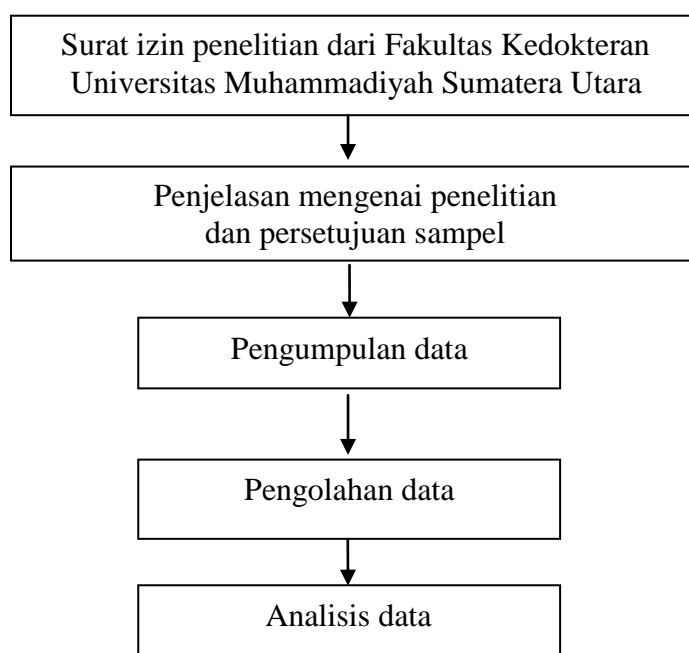 Surat izin penelitian dari Fakultas Kedokteran
Universitas Muhammadiyah Sumatera Utara
Penjelasan mengenai penelitian
dan persetujuan sampel
Pengumpulan data
Pengolahan data
Analisis data